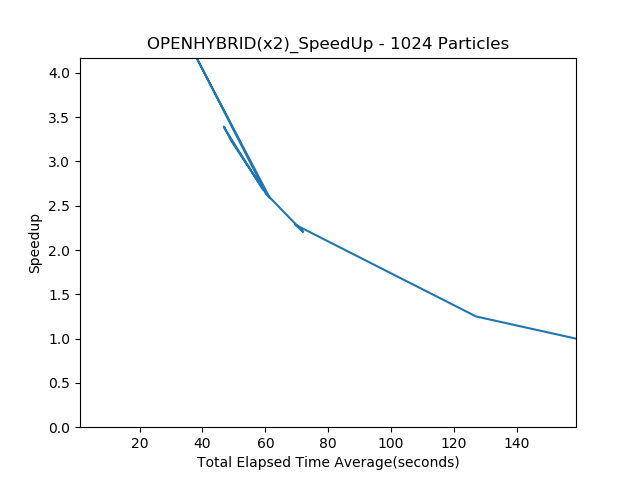 OPENHYBRID(x2)_SpeedUp - 1024 Particles
4.0
3.5
3.0
2.5
2.0
1.5
1.0
0.5
0.0
Speedup
20 40 60 80 100 120 140
Total Elapsed Time Average(seconds)